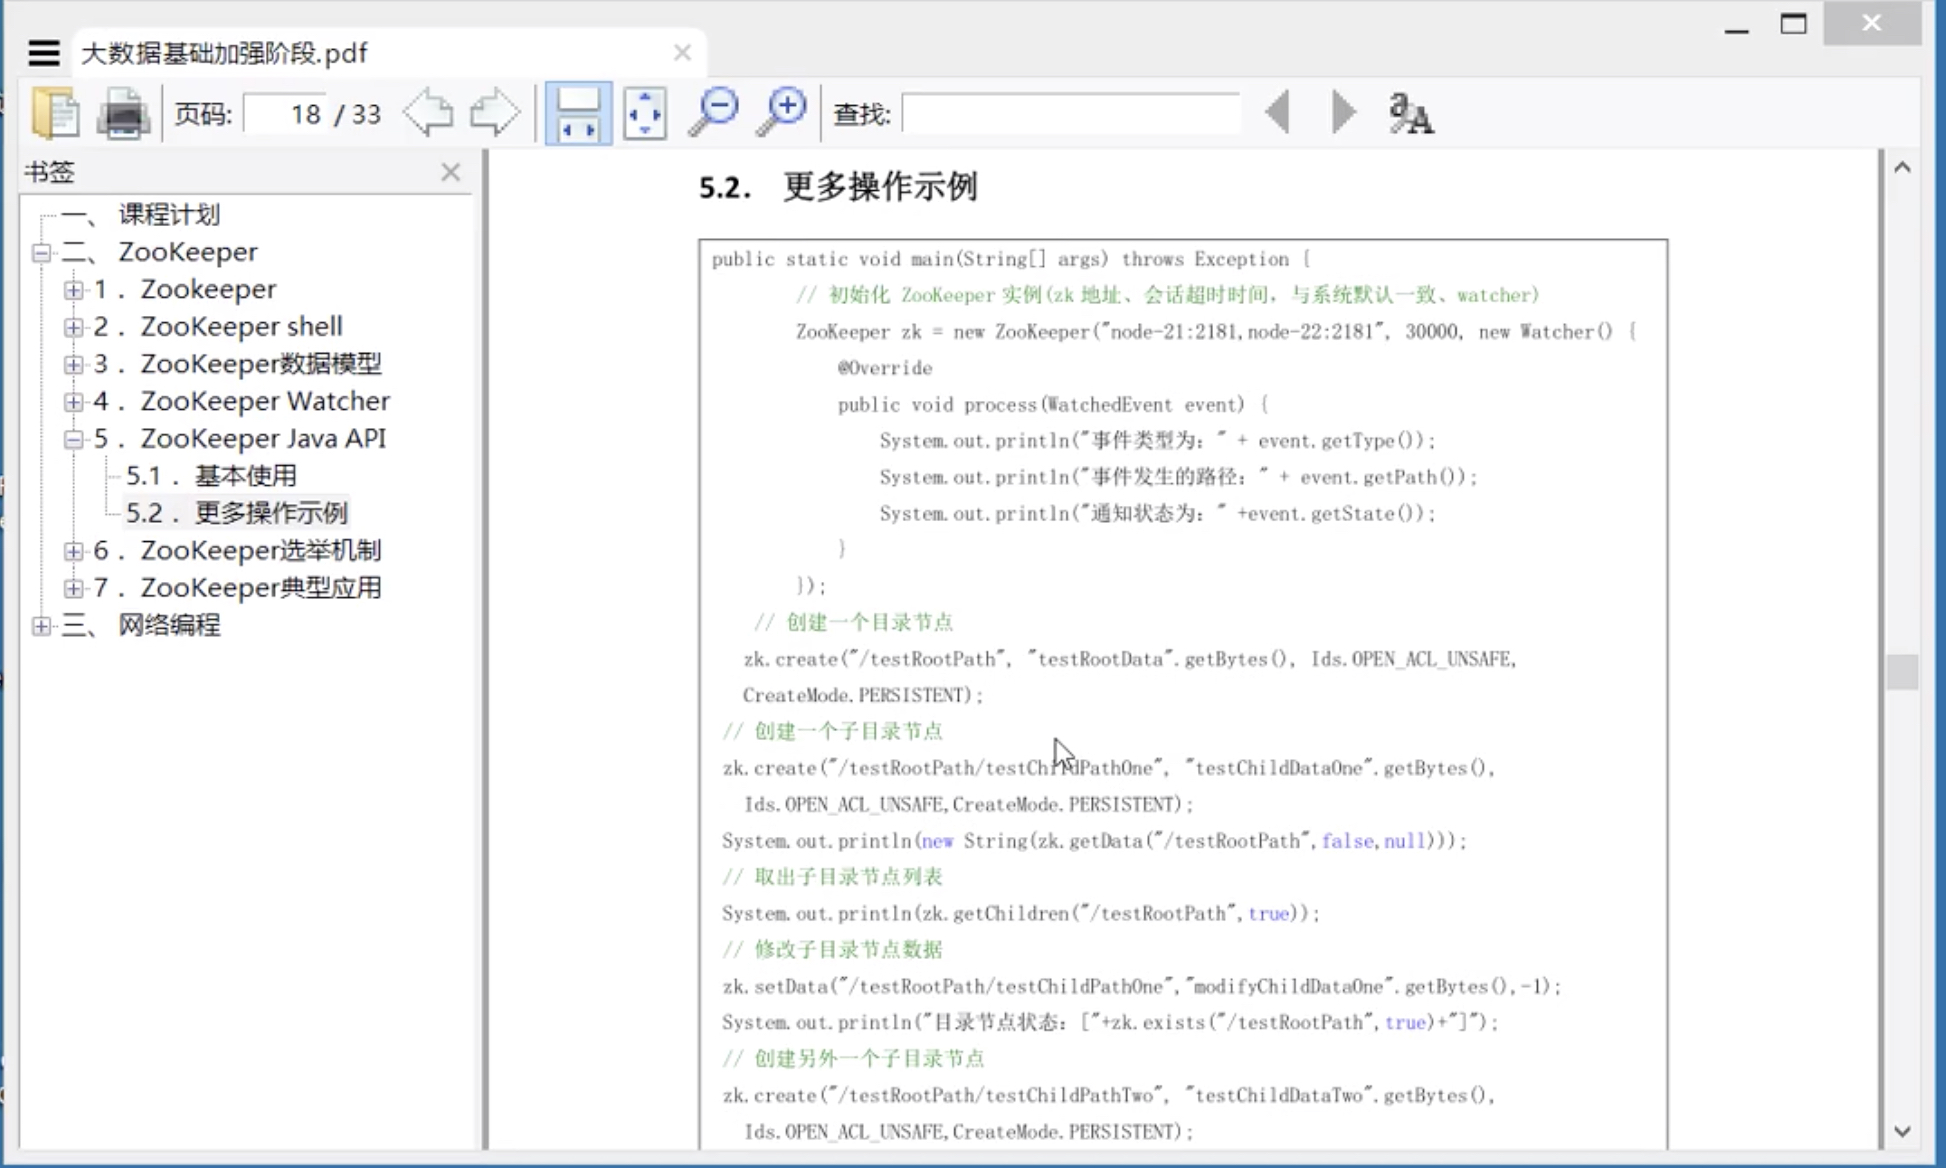 大数据基础加强阶段.pdf
页码: 18 / 33
查找:
书签
一、 课程计划
二、 ZooKeeper
1． Zookeeper
2． ZooKeeper shell
3． ZooKeeper数据模型
4． ZooKeeper Watcher
5． ZooKeeper Java API
5.1． 基本使用
5.2． 更多操作示例
6． ZooKeeper选举机制
7． ZooKeeper典型应用
三、 网络编程
5.2. 更多操作示例
public static void main(String[] args) throws Exception {
// 初始化 ZooKeeper 实例(zk 地址、会话超时时间，与系统默认一致、watcher)
ZooKeeper zk = new ZooKeeper("node-21:2181,node-22:2181", 30000, new Watcher() {
@Override
public void process(WatchedEvent event) {
System.out.println("事件类型为：" + event.getType());
System.out.println("事件发生的路径：" + event.getPath());
System.out.println("通知状态为：" +event.getState());
}
});
// 创建一个目录节点
zk.create("/testRootPath", "testRootData".getBytes(), Ids.OPEN_ACL_UNSAFE,
CreateMode.PERSISTENT);
// 创建一个子目录节点
zk.create("/testRootPath/testChildPathOne", "testChildDataOne".getBytes(),
Ids.OPEN_ACL_UNSAFE,CreateMode.PERSISTENT);
System.out.println(new String(zk.getData("/testRootPath",false,null)));
// 取出子目录节点列表
System.out.println(zk.getChildren("/testRootPath",true));
// 修改子目录节点数据
zk.setData("/testRootPath/testChildPathOne","modifyChildDataOne".getBytes(),-1);
System.out.println("目录节点状态：["+zk.exists("/testRootPath",true)+"]");
// 创建另外一个子目录节点
zk.create("/testRootPath/testChildPathTwo", "testChildDataTwo".getBytes(),
Ids.OPEN_ACL_UNSAFE,CreateMode.PERSISTENT);